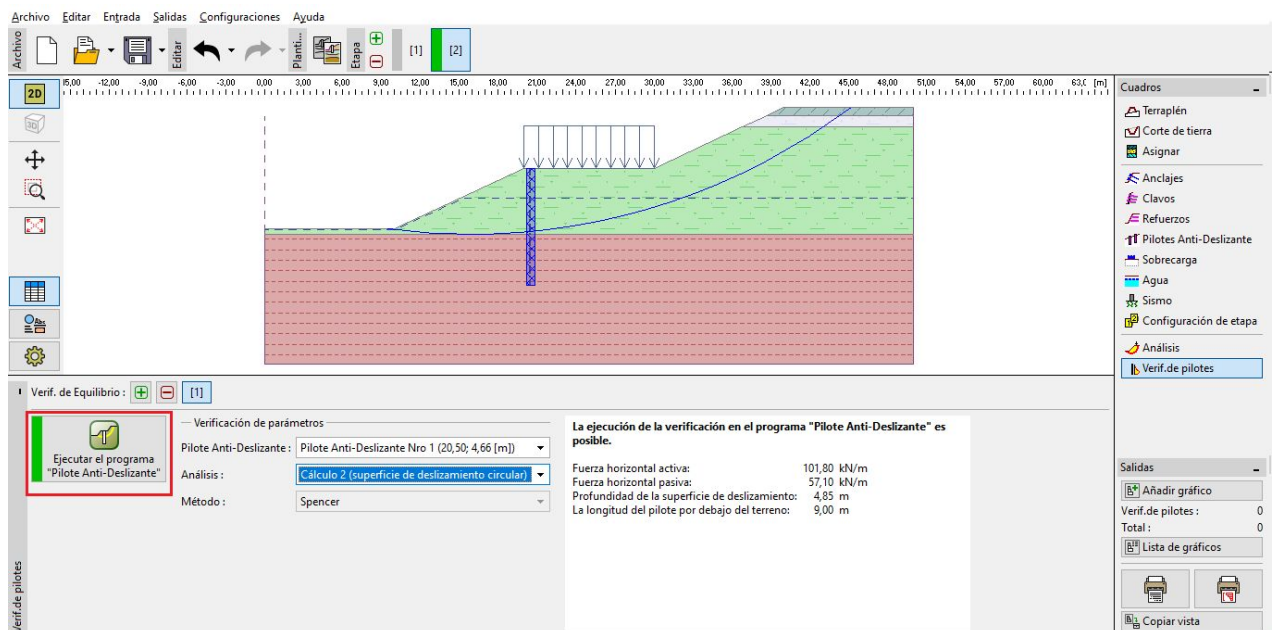 Archivo Editar Entrada Salidas Configuraciones Ayuda
Archivo
Editar
Planti...
Etapa
[1] [2]
2D
3D
-12,00 -9,00 -6,00 -3,00 0,00 3,00 6,00 9,00 12,00 15,00 18,00 21,00 24,00 27,00 30,00 33,00 36,00 39,00 42,00 45,00 48,00 51,00 54,00 57,00 60,00 [m]
Cuadros
Terraplén
Corte de tierra
Asignar
Anclajes
Clavos
Refuerzos
Pilotes Anti-Deslizante
Sobrecarga
Agua
Sismo
Configuración de etapa
Análisis
Verif.de pilotes
Verif. de Equilibrio : [1]
Ejecutar el programa
"Pilote Anti-Deslizante"
Verificación de parámetros
Pilote Anti-Deslizante : Pilote Anti-Deslizante Nro 1 (20,50; 4,66 [m])
Análisis : Cálculo 2 (superficie de deslizamiento circular)
Método : Spencer
La ejecución de la verificación en el programa "Pilote Anti-Deslizante" es
posible.
Fuerza horizontal activa: 101,80 kN/m
Fuerza horizontal pasiva: 57,10 kN/m
Profundidad de la superficie de deslizamiento: 4,85 m
La longitud del pilote por debajo del terreno: 9,00 m
Verif.de pilotes
Salidas
Añadir gráfico
Verif.de pilotes : 0
Total : 0
Lista de gráficos
Copiar vista